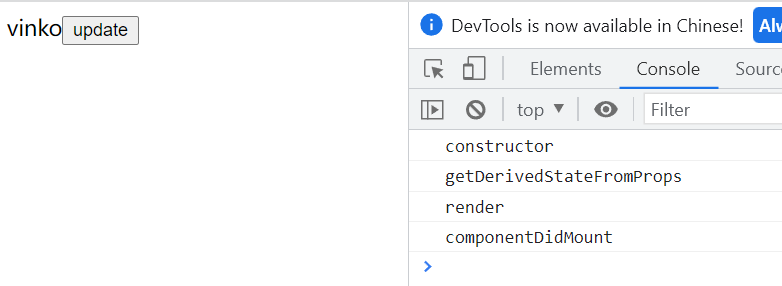 vinko update
DevTools is now available in Chinese! Alw
Elements Console Sourc
top Filter
constructor
getDerivedStateFromProps
render
componentDidMount